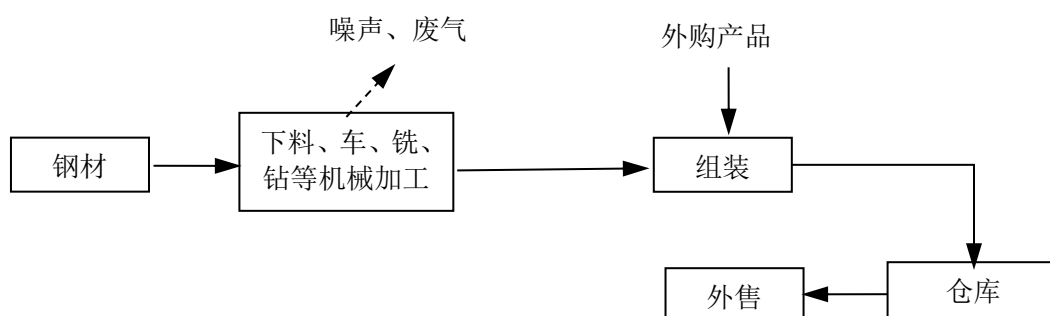 噪声、废气
外购产品
钢材
下料、车、铣、
钻等机械加工
组装
外售
仓库